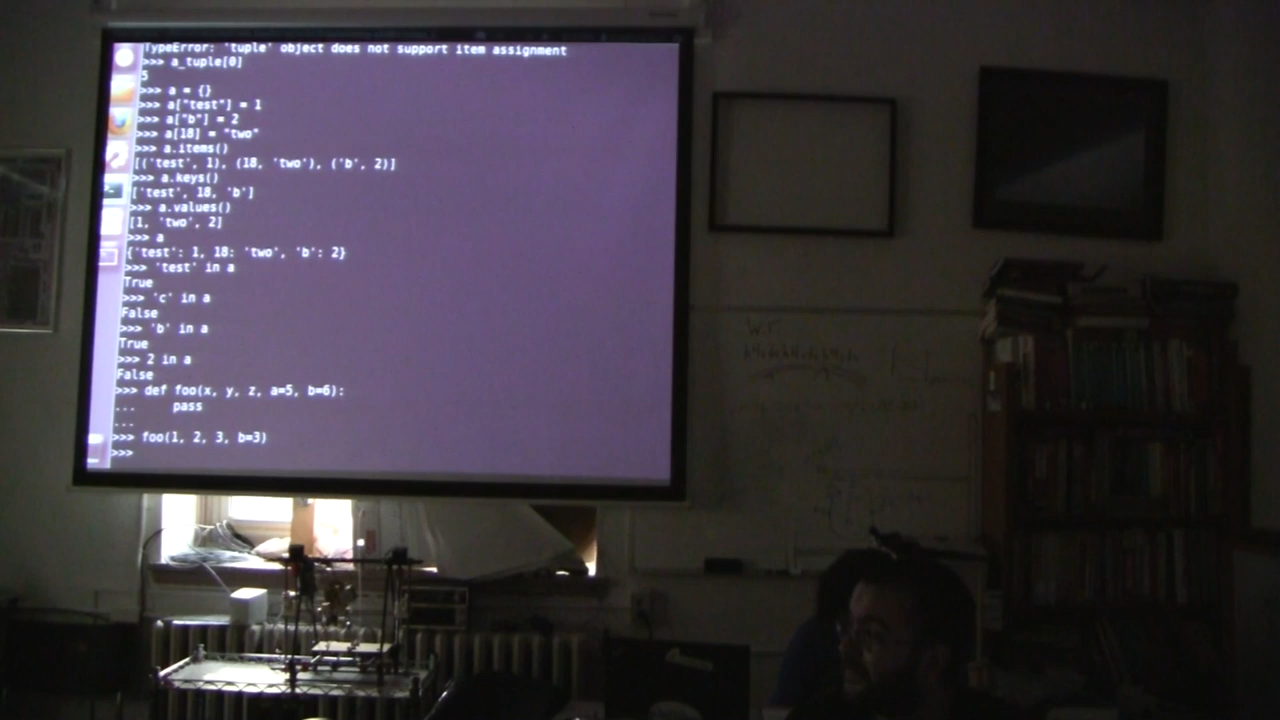 TypeError: 'tuple' object does not support item assignment
>>> a_tuple[0]
5
>>> a = {}
>>> a["test"] = 1
>>> a["b"] = 2
>>> a[18] = "two"
>>> a.items()
[('test', 1), (18, 'two'), ('b', 2)]
>>> a.keys()
['test', 18, 'b']
>>> a.values()
[1, 'two', 2]
>>> a
{'test': 1, 18: 'two', 'b': 2}
>>> 'test' in a
True
>>> 'c' in a
False
>>> 'b' in a
True
>>> 2 in a
False
>>> def foo(x, y, z, a=5, b=6):
...     pass
...
>>> foo(1, 2, 3, b=3)
>>>